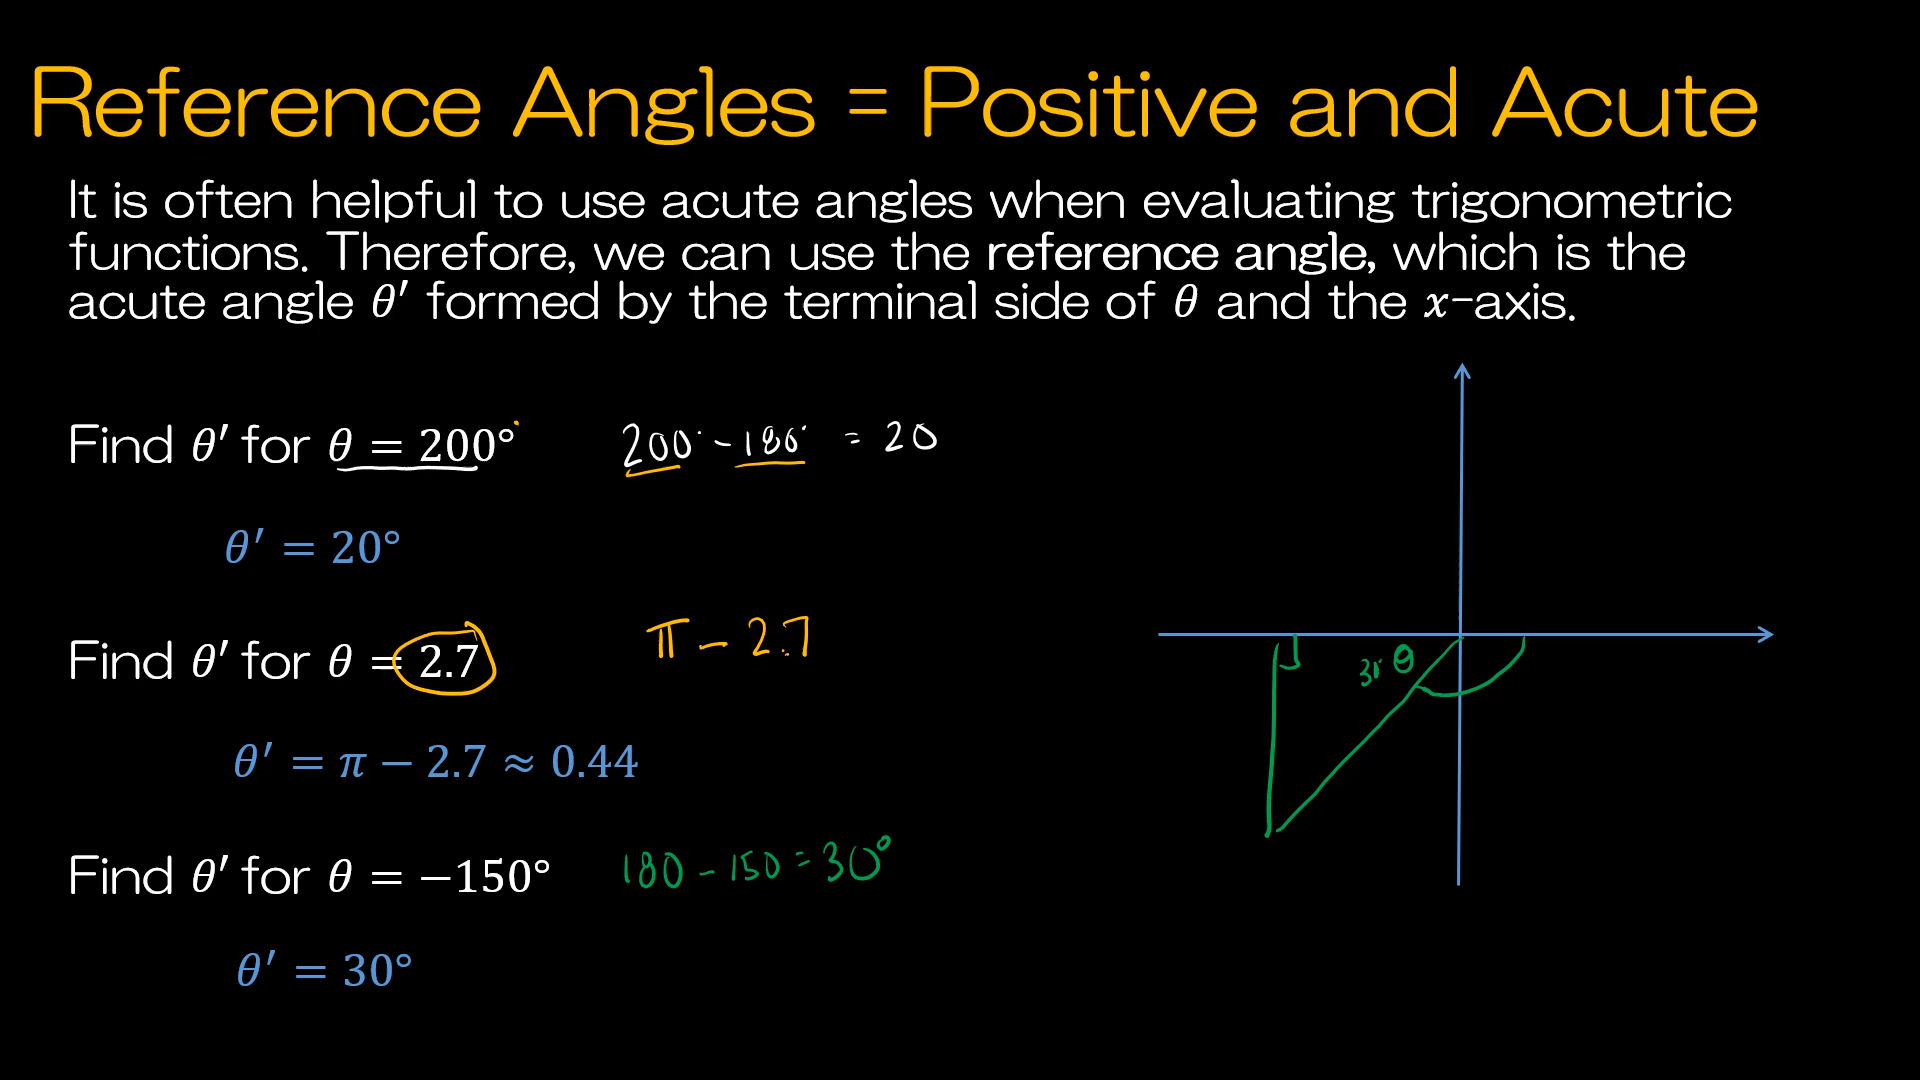 Reference Angles = Positive and Acute
It is often helpful to use acute angles when evaluating trigonometric
functions. Therefore, we can use the reference angle, which is the
acute angle θ′ formed by the terminal side of θ and the x-axis.
Find θ′ for θ = 200° 200° - 180° = 20
θ′ = 20°
Find θ′ for θ = 2.7 π - 2.7
θ′ = π − 2.7 ≈ 0.44
30° θ
Find θ′ for θ = −150° 180 - 150 = 30°
θ′ = 30°